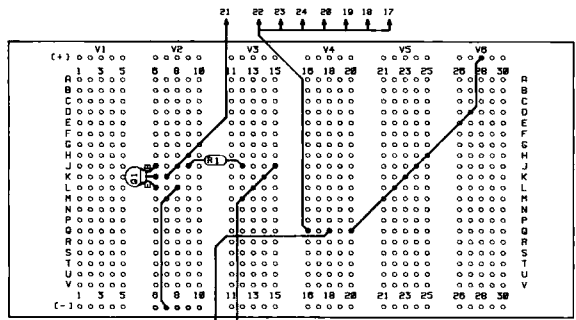 21 22 23 24 20 19 18 17
V1 V2 V3 V4 V5 V6
(+)
1 3 5 6 8 10 11 13 15 16 18 20 21 23 25 26 28 30
A A
B B
C C
D D
E E
F F
G G
H H
J R1 J
K Q1 B C E K
L L
M M
N N
P P
Q Q
R R
S S
T T
U U
V V
1 3 5 6 8 10 11 13 15 16 18 20 21 23 25 26 28 30
(-)